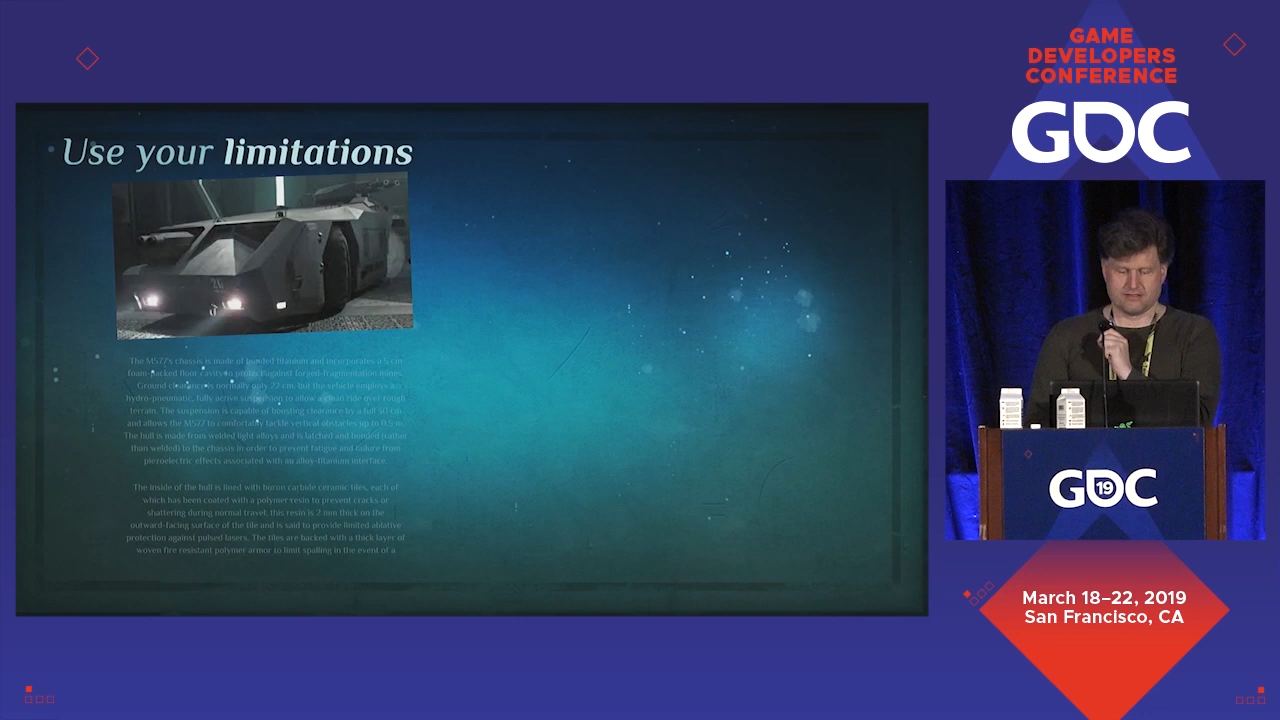 GAME
DEVELOPERS
CONFERENCE
GDC
Use your limitations
26
The M577's chassis is made of bonded titanium and incorporates a 5 cm
foam-packed floor cavity to protect against forged-fragmentation mines.
Ground clearance is normally only 22 cm, but the vehicle employs a
hydro-pneumatic, fully active suspension to allow a clean ride over rough
terrain. The suspension is capable of boosting clearance by a full 50 cm
and allows the M577 to comfortably tackle vertical obstacles up to 0.5 m.
The hull is made from welded light alloys and is latched and bonded (rather
than welded) to the chassis in order to prevent fatigue and failure from
piezoelectric effects associated with an alloy-titanium interface.
The inside of the hull is lined with boron carbide ceramic tiles, each of
which has been coated with a polymer resin to prevent cracks or
shattering during normal travel; this resin is 2 mm thick on the
outward-facing surface of the tile and is said to provide limited ablative
protection against pulsed lasers. The tiles are backed with a thick layer of
woven fire resistant polymer armor to limit spalling in the event of a
GDC
19
March 18–22, 2019
San Francisco, CA